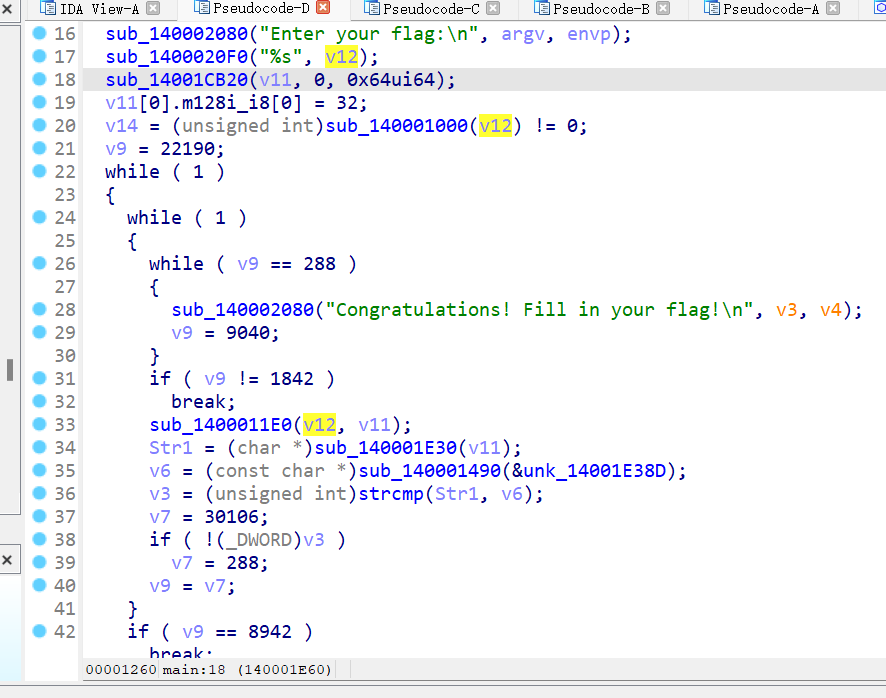 IDA View-A Pseudocode-D Pseudocode-C Pseudocode-B Pseudocode-A
16 sub_140002080("Enter your flag:\n", argv, envp);
17 sub_1400020F0("%s", v12);
18 sub_14001CB20(v11, 0, 0x64ui64);
19 v11[0].m128i_i8[0] = 32;
20 v14 = (unsigned int)sub_140001000(v12) != 0;
21 v9 = 22190;
22 while ( 1 )
23 {
24 while ( 1 )
25 {
26 while ( v9 == 288 )
27 {
28 sub_140002080("Congratulations! Fill in your flag!\n", v3, v4);
29 v9 = 9040;
30 }
31 if ( v9 != 1842 )
32 break;
33 sub_1400011E0(v12, v11);
34 Str1 = (char *)sub_140001E30(v11);
35 v6 = (const char *)sub_140001490(&unk_14001E38D);
36 v3 = (unsigned int)strcmp(Str1, v6);
37 v7 = 30106;
38 if ( !(_DWORD)v3 )
39 v7 = 288;
40 v9 = v7;
41 }
42 if ( v9 == 8942 )
break;
00001260 main:18 (140001E60)